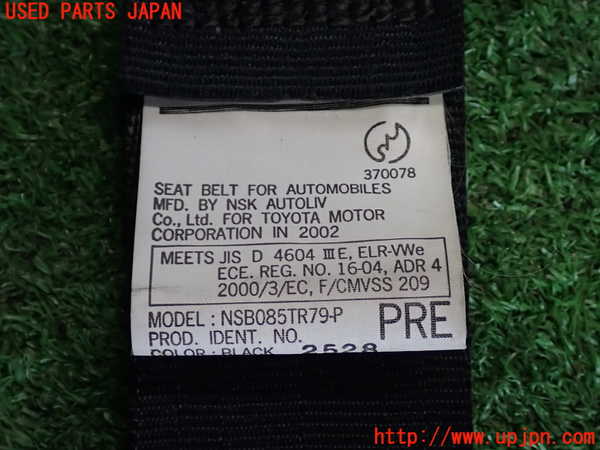 USED PARTS JAPAN
370078
SEAT BELT FOR AUTOMOBILES
MFD. BY NSK AUTOLIV
Co., Ltd. FOR TOYOTA MOTOR
CORPORATION IN 2002
MEETS JIS D 4604 ⅢE, ELR-VWe
ECE. REG. NO. 16-04, ADR 4
2000/3/EC, F/CMVSS 209
MODEL : NSB085TR79-P
PRE
PROD. IDENT. NO.
COLOR : BLACK 2528
http://www.upjpn.com/